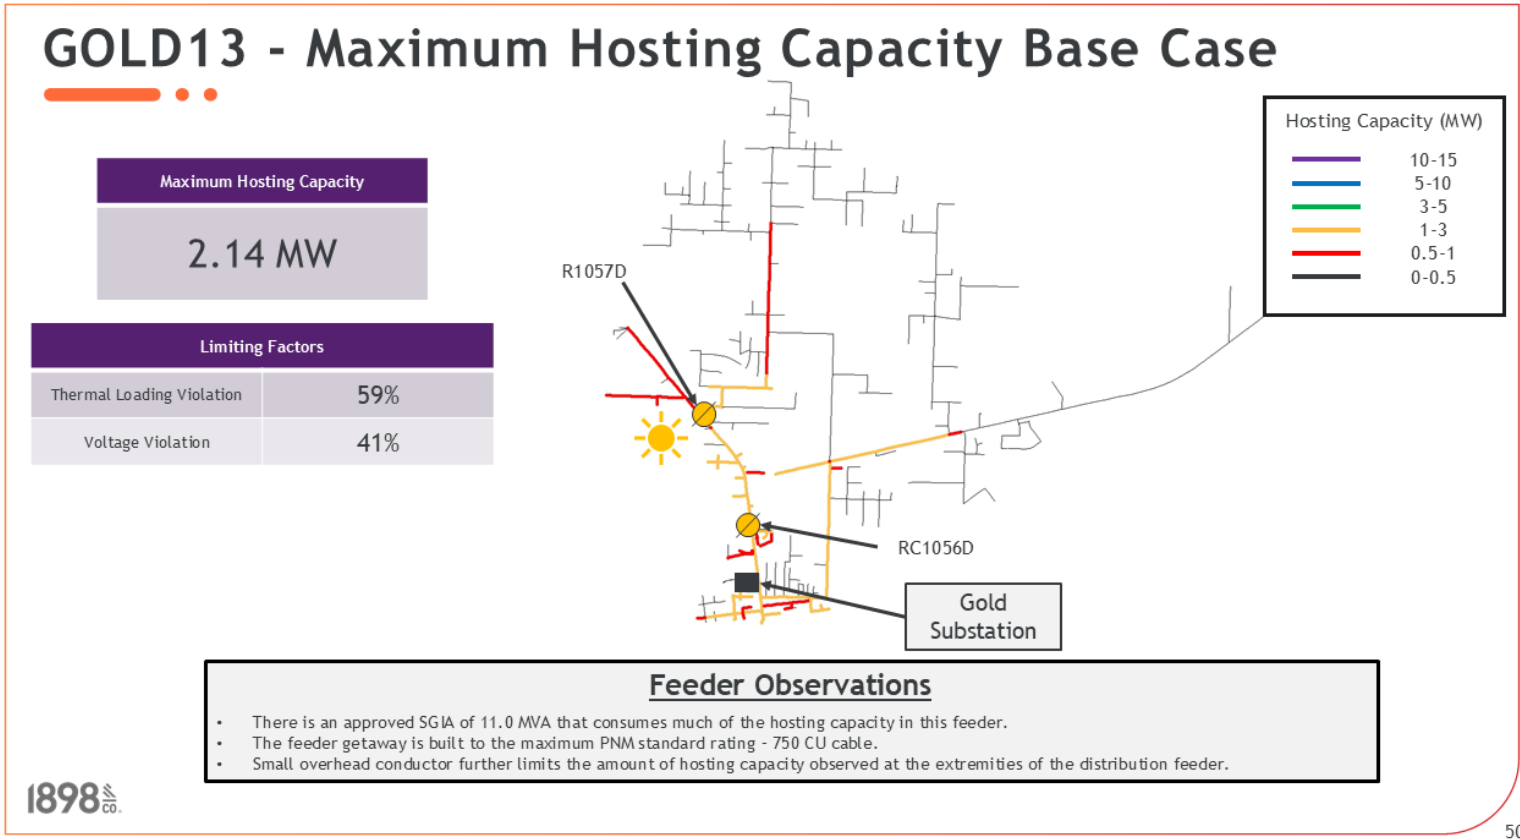 GOLD13 - Maximum Hosting Capacity Base Case
Maximum Hosting Capacity
2.14 MW
Limiting Factors
Thermal Loading Violation 59%
Voltage Violation 41%
R1057D
RC1056D
Gold
Substation
Hosting Capacity (MW)
10-15
5-10
3-5
1-3
0.5-1
0-0.5
Feeder Observations
• There is an approved SGIA of 11.0 MVA that consumes much of the hosting capacity in this feeder.
• The feeder getaway is built to the maximum PNM standard rating - 750 CU cable.
• Small overhead conductor further limits the amount of hosting capacity observed at the extremities of the distribution feeder.
1898 & CO.
50